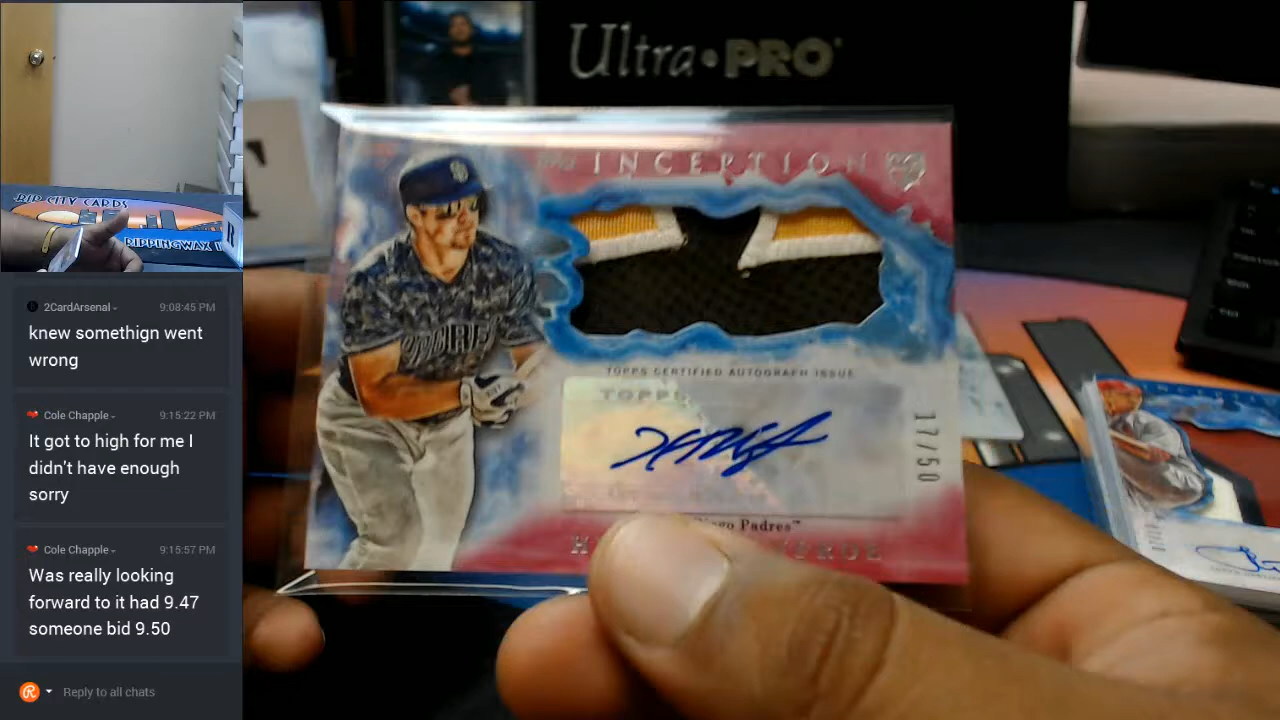 RIP CITY CARDS
RIPPINGWAX
2CardArsenal 9:08:45 PM
knew somethign went
wrong
Cole Chapple 9:15:22 PM
It got to high for me I
didn't have enough
sorry
Cole Chapple 9:15:57 PM
Was really looking
forward to it had 9.47
someone bid 9.50
Reply to all chats
Ultra•PRO
INCEPTION
TOPPS CERTIFIED AUTOGRAPH ISSUE
TOPPS
17/50
Padres™
INCEPTION